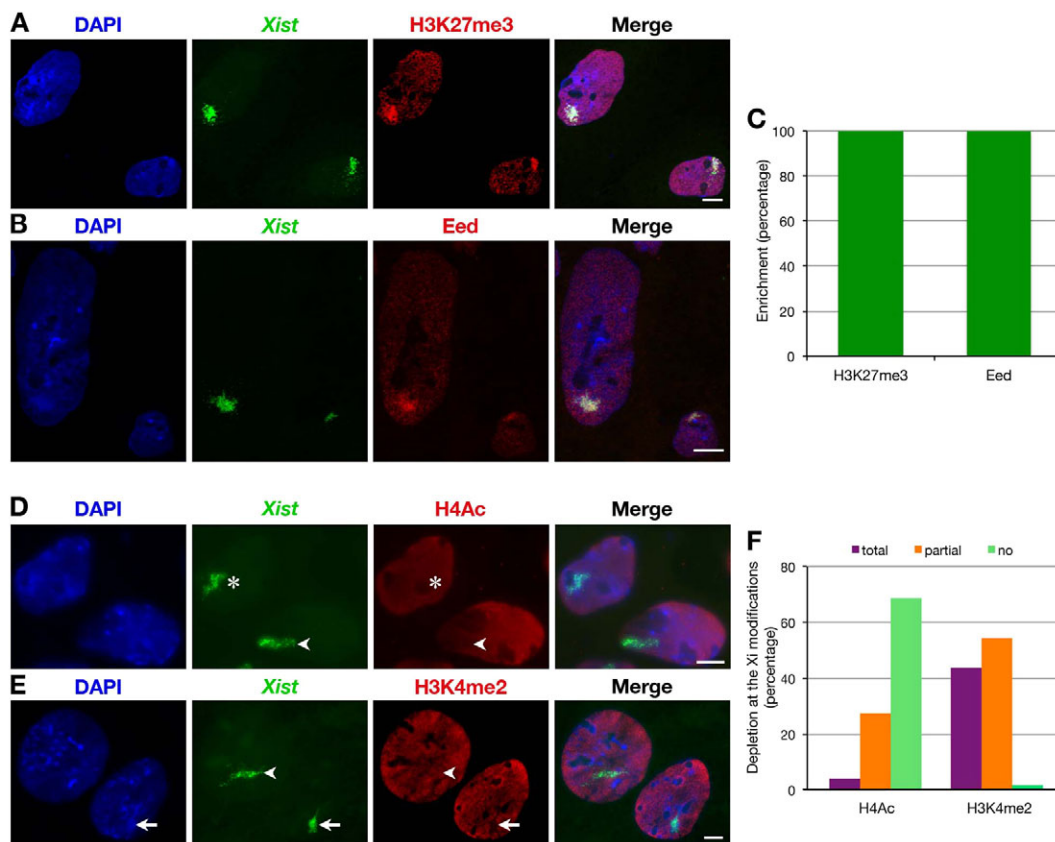 A
DAPI Xist H3K27me3 Merge
B
DAPI Xist Eed Merge
C
Enrichment (percentage)
100
80
60
40
20
0
H3K27me3 Eed
D
DAPI Xist H4Ac Merge
*
*
E
DAPI Xist H3K4me2 Merge
F
total partial no
Depletion at the Xi modifications
(percentage)
80
60
40
20
0
H4Ac H3K4me2